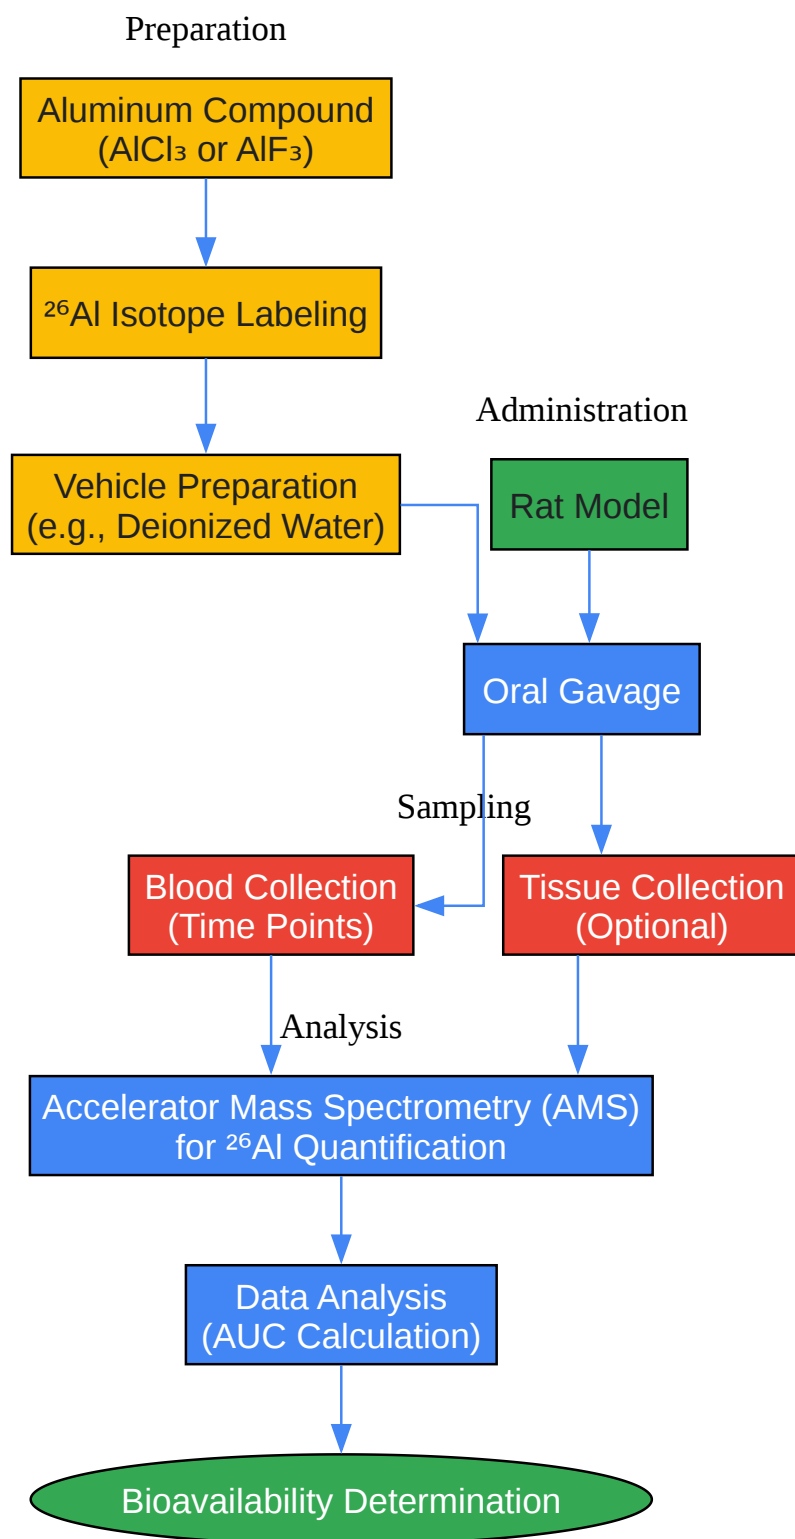 Preparation
Aluminum Compound
(AlCl₃ or AlF₃)
²⁶Al Isotope Labeling
Administration
Vehicle Preparation
(e.g., Deionized Water)
Rat Model
Oral Gavage
Sampling
Blood Collection
(Time Points)
Tissue Collection
(Optional)
Analysis
Accelerator Mass Spectrometry (AMS)
for ²⁶Al Quantification
Data Analysis
(AUC Calculation)
Bioavailability Determination